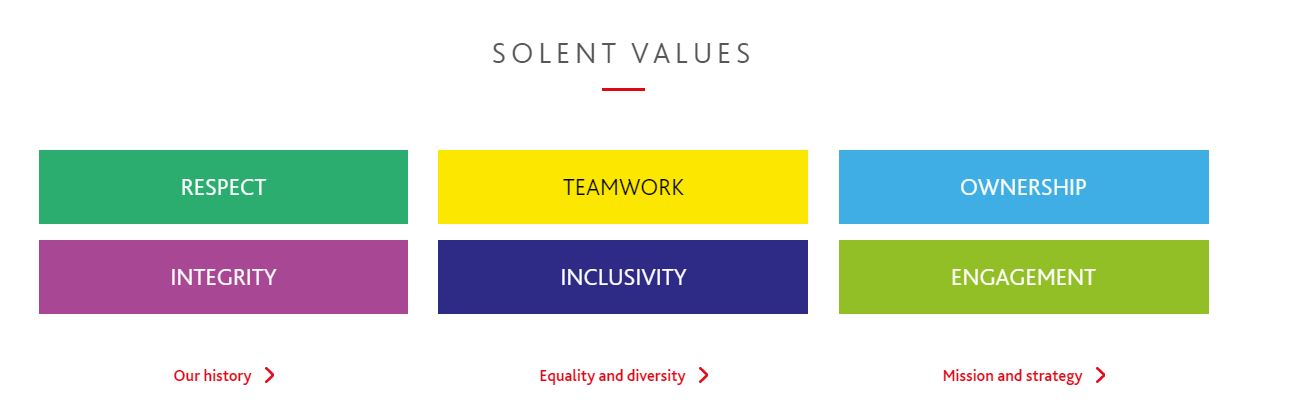 SOLENT VALUES
RESPECT
TEAMWORK
OWNERSHIP
INTEGRITY
INCLUSIVITY
ENGAGEMENT
Our history
Equality and diversity
Mission and strategy